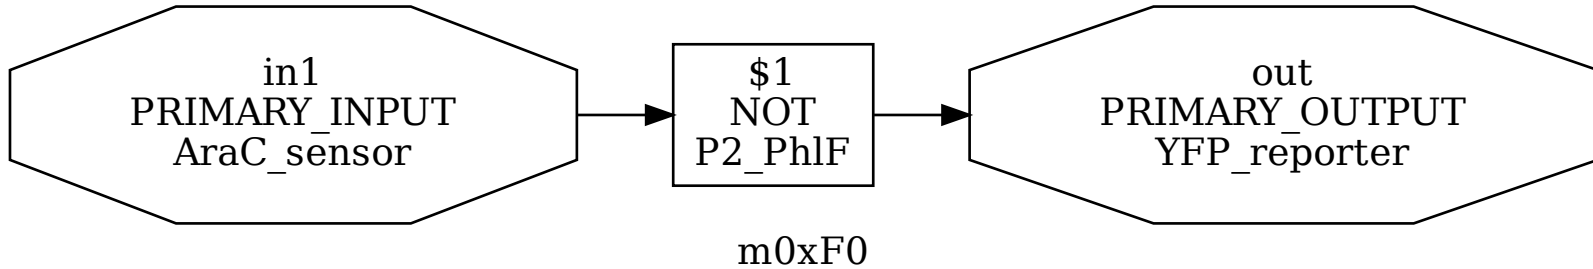 in1
PRIMARY_INPUT
AraC_sensor
$1
NOT
P2_PhlF
out
PRIMARY_OUTPUT
YFP_reporter
m0xF0